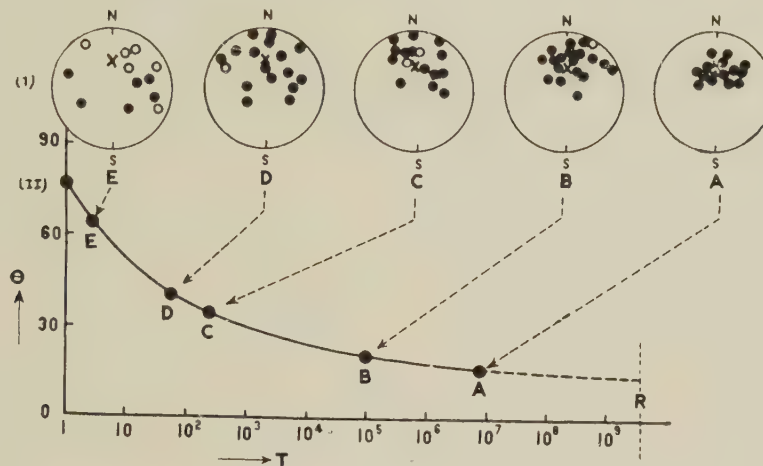 N N N N N
(I)
S S S S S
E D C B A
90
(II)
E
60
Θ
D C
30
B A R
0
1 10 10² 10³ 10⁴ 10⁵ 10⁶ 10⁷ 10⁸ 10⁹
T